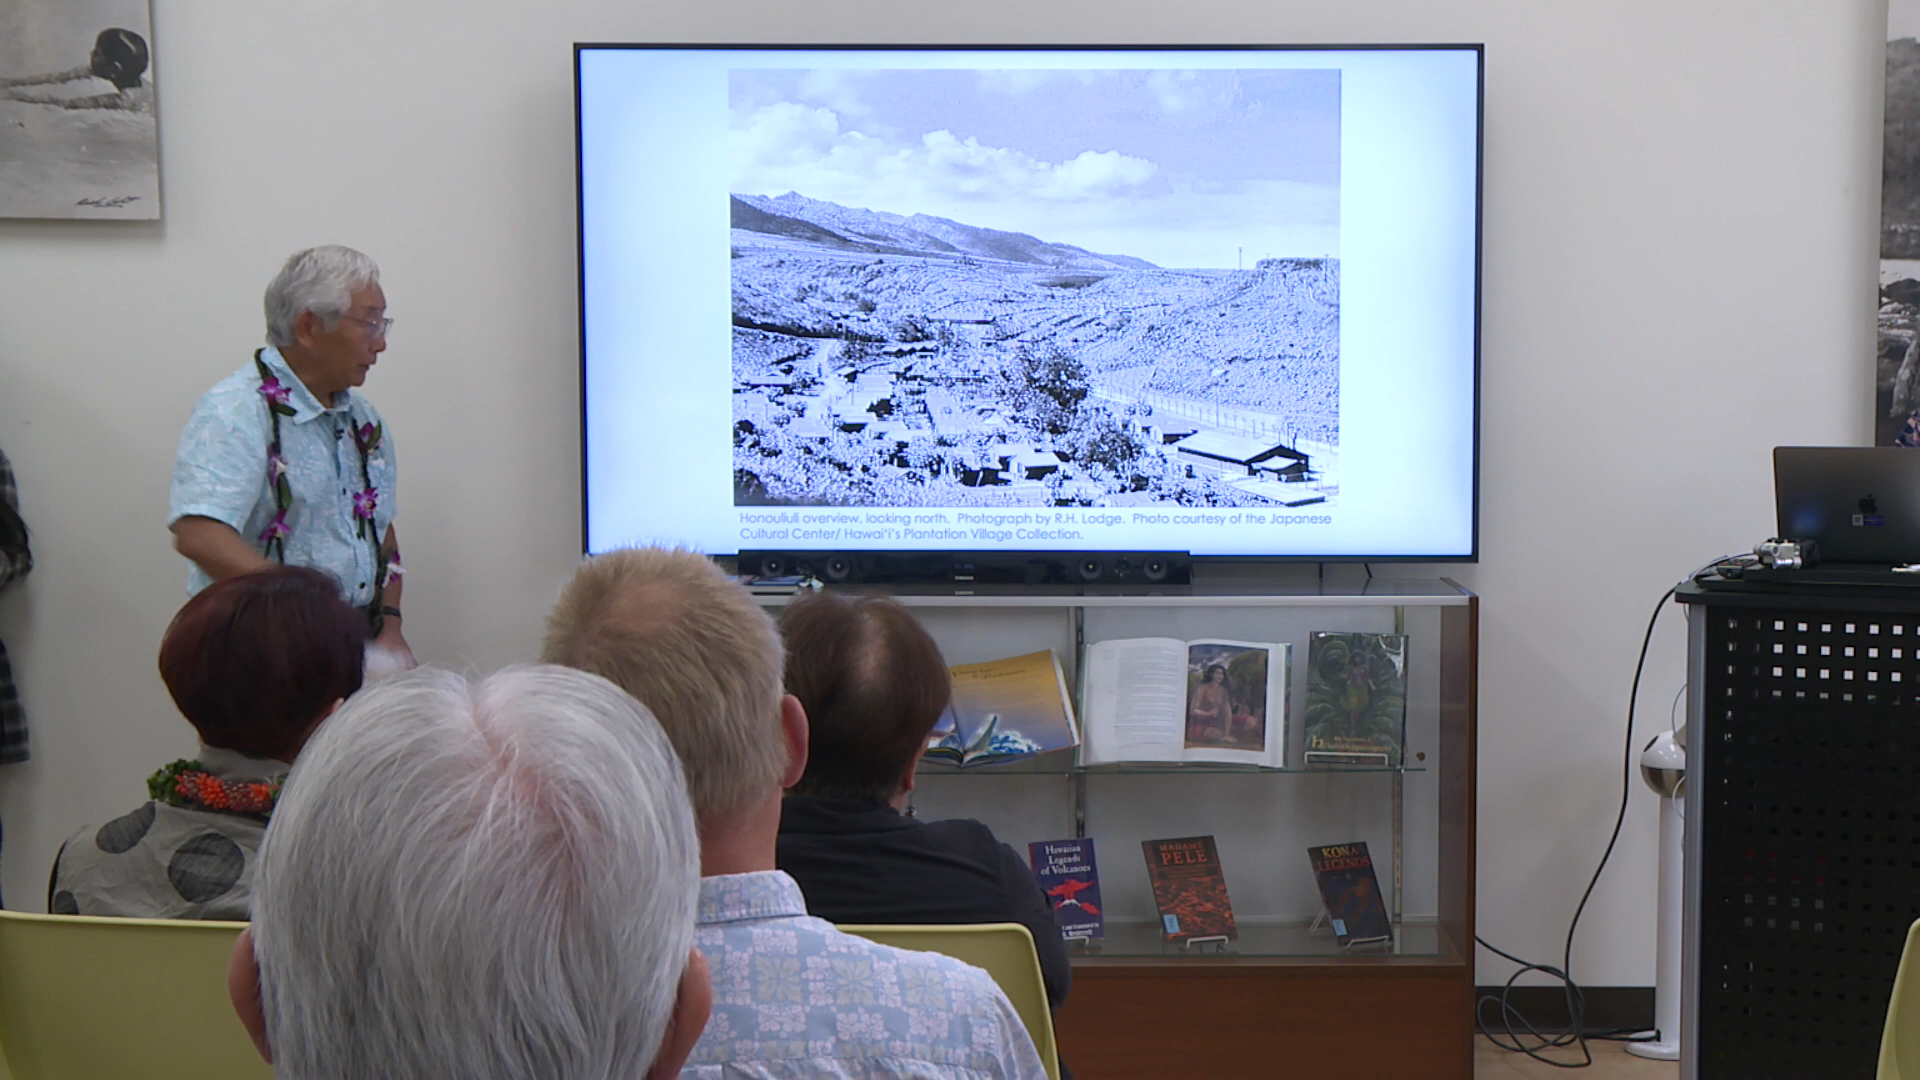 Honouliuli overview, looking north. Photograph by R.H. Lodge. Photo courtesy of the Japanese
Cultural Center/ Hawai'i's Plantation Village Collection.
SAMSUNG
Hawaiian
Legends
of Volcanoes
MADAME
PELE
KONA
LEGENDS